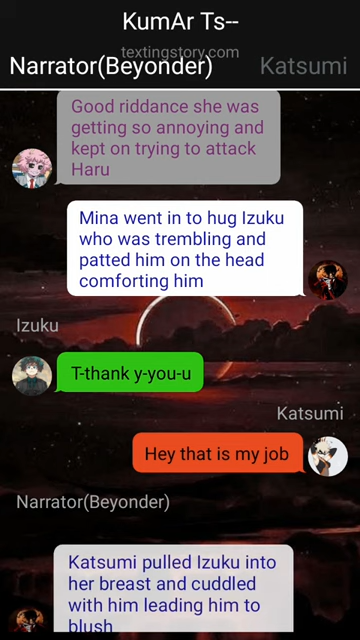 KumAr Ts--
textingstory.com
Narrator(Beyonder)
Katsumi
Good riddance she was
getting so annoying and
kept on trying to attack
Haru
Mina went in to hug Izuku
who was trembling and
patted him on the head
comforting him
Izuku
T-thank y-you-u
Katsumi
Hey that is my job
Narrator(Beyonder)
Katsumi pulled Izuku into
her breast and cuddled
with him leading him to
blush